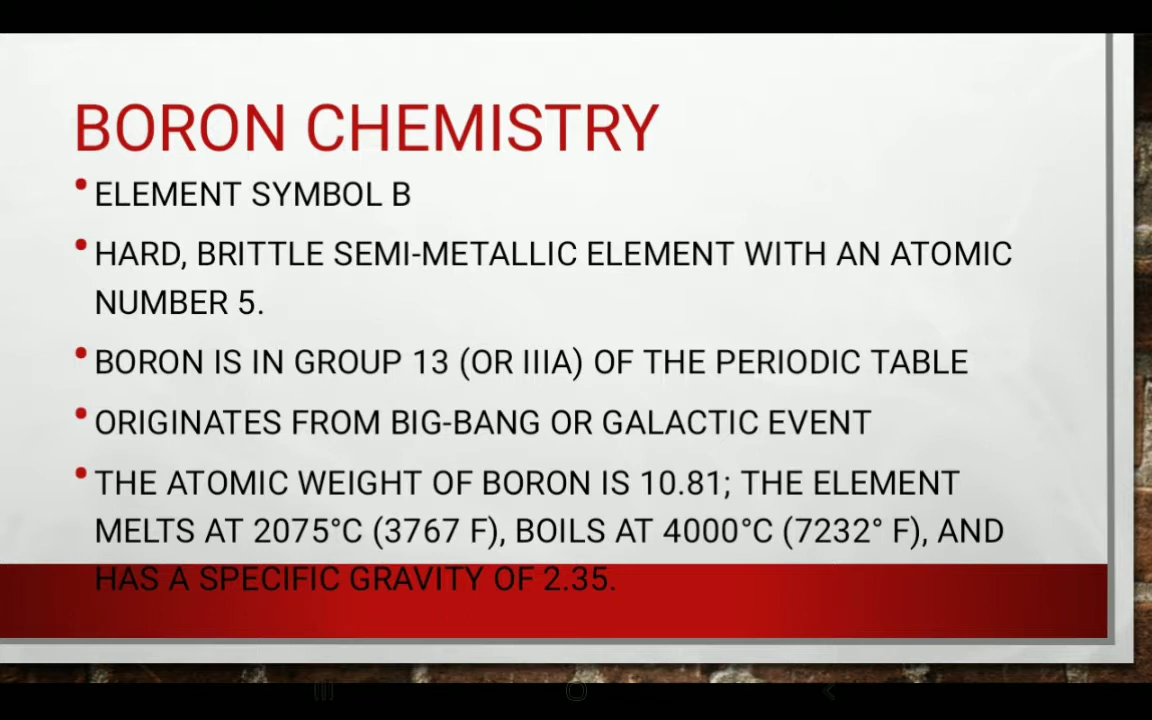 BORON CHEMISTRY
• ELEMENT SYMBOL B
• HARD, BRITTLE SEMI-METALLIC ELEMENT WITH AN ATOMIC
NUMBER 5.
• BORON IS IN GROUP 13 (OR IIIA) OF THE PERIODIC TABLE
• ORIGINATES FROM BIG-BANG OR GALACTIC EVENT
• THE ATOMIC WEIGHT OF BORON IS 10.81; THE ELEMENT
MELTS AT 2075°C (3767 F), BOILS AT 4000°C (7232° F), AND
HAS A SPECIFIC GRAVITY OF 2.35.